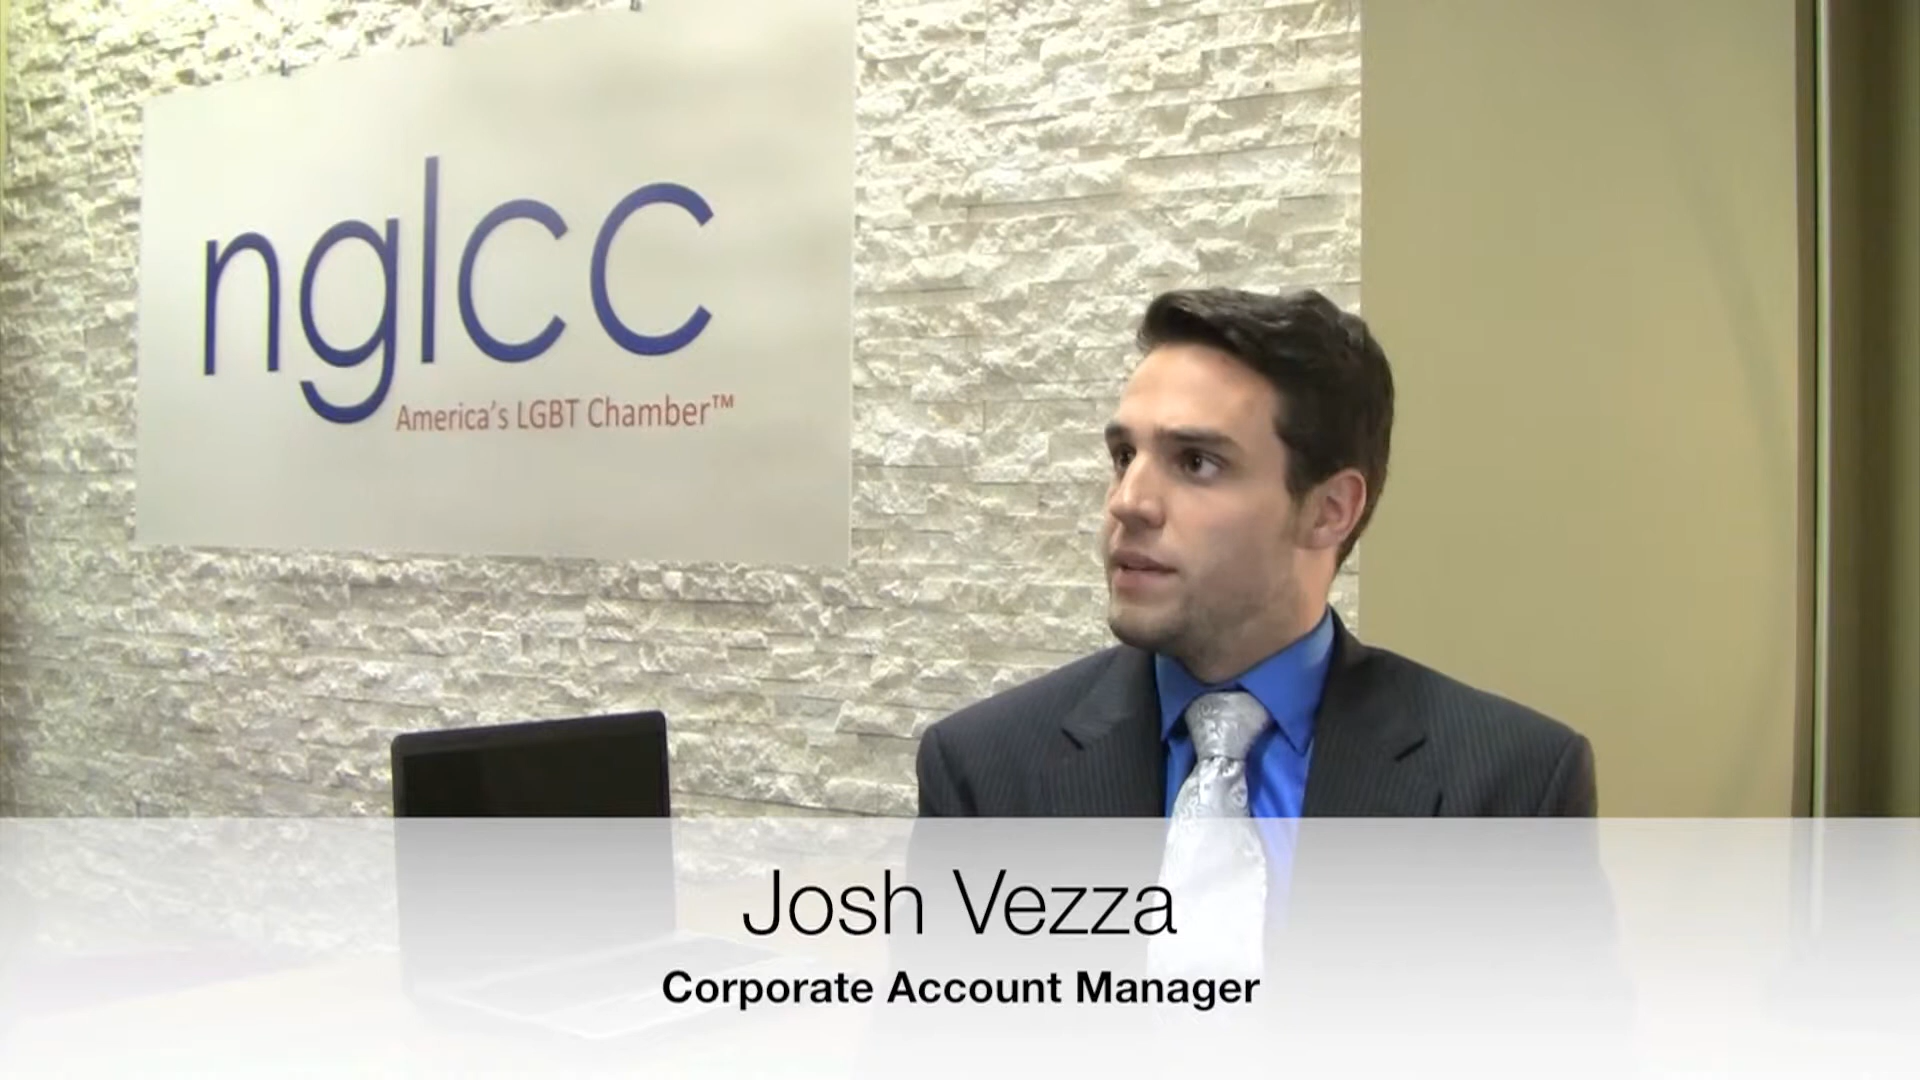 nglcc
America's LGBT Chamber™
Josh Vezza
Corporate Account Manager